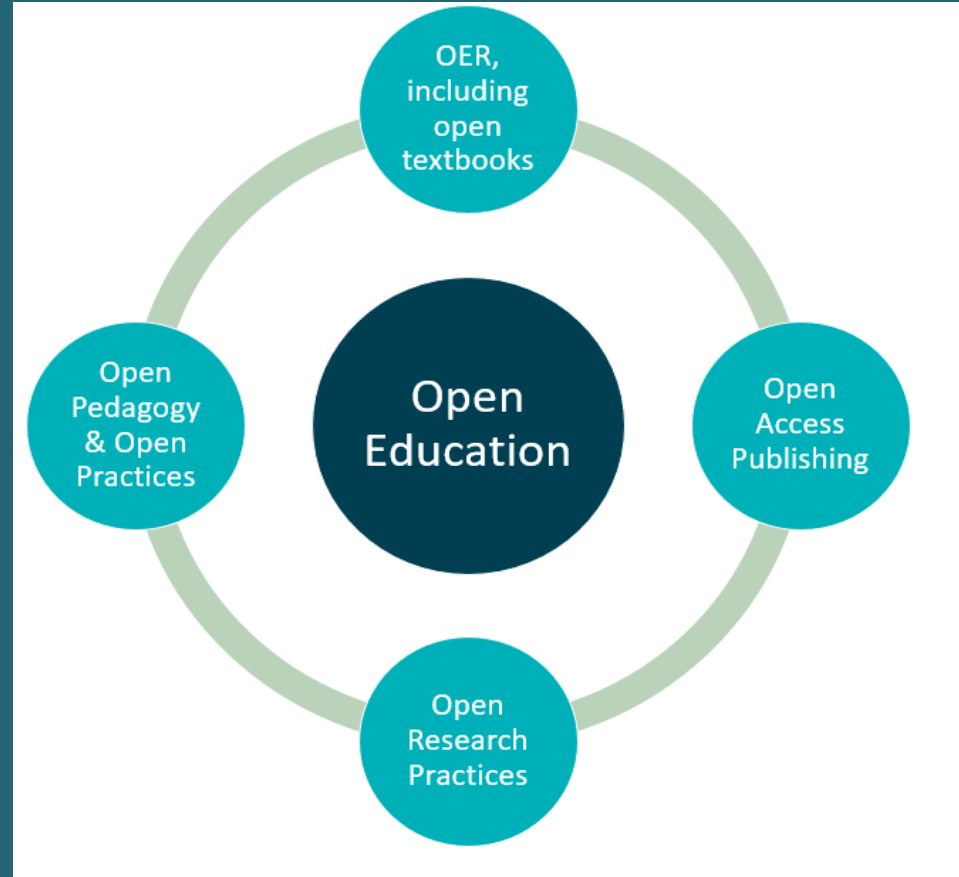 OER,
including
open
textbooks
Open
Pedagogy
& Open
Practices
Open
Education
Open
Access
Publishing
Open
Research
Practices